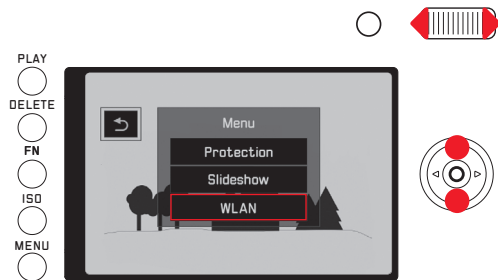 PLAY
DELETE
FN
ISO
MENU
Menu
Protection
Slideshow
WLAN